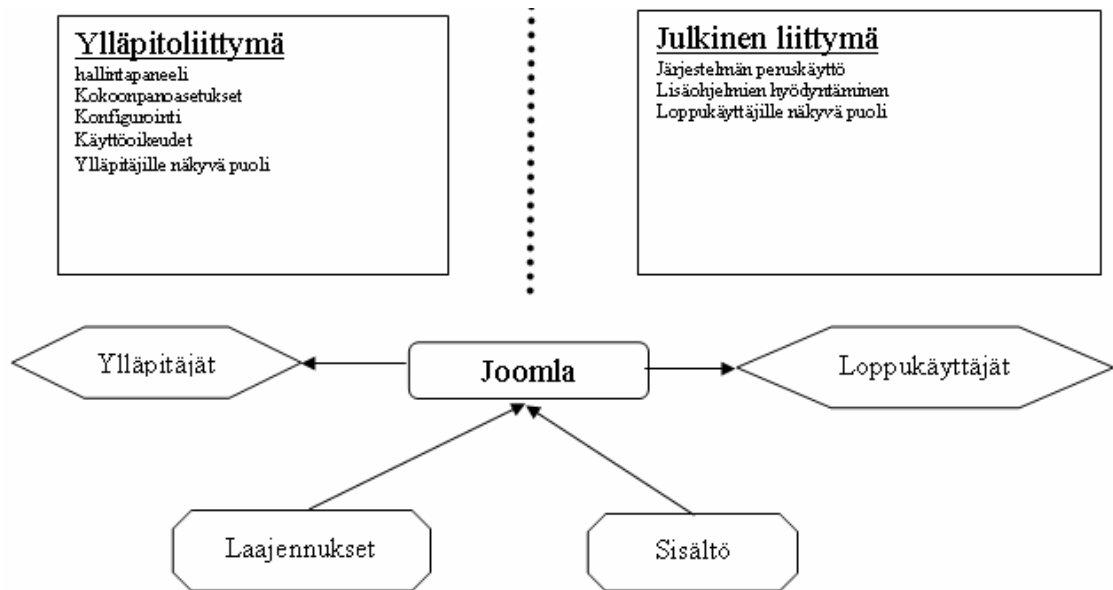 Ylläpitoliittymä
hallintapaneeli
Kokoonpanoasetukset
Konfigurointi
Käyttöoikeudet
Ylläpitäjille näkyvä puoli
Julkinen liittymä
Järjestelmän peruskäyttö
Lisäohjelmien hyödyntäminen
Loppukäyttäjille näkyvä puoli
Ylläpitäjät
Joomla
Loppukäyttäjät
Laajennukset
Sisältö